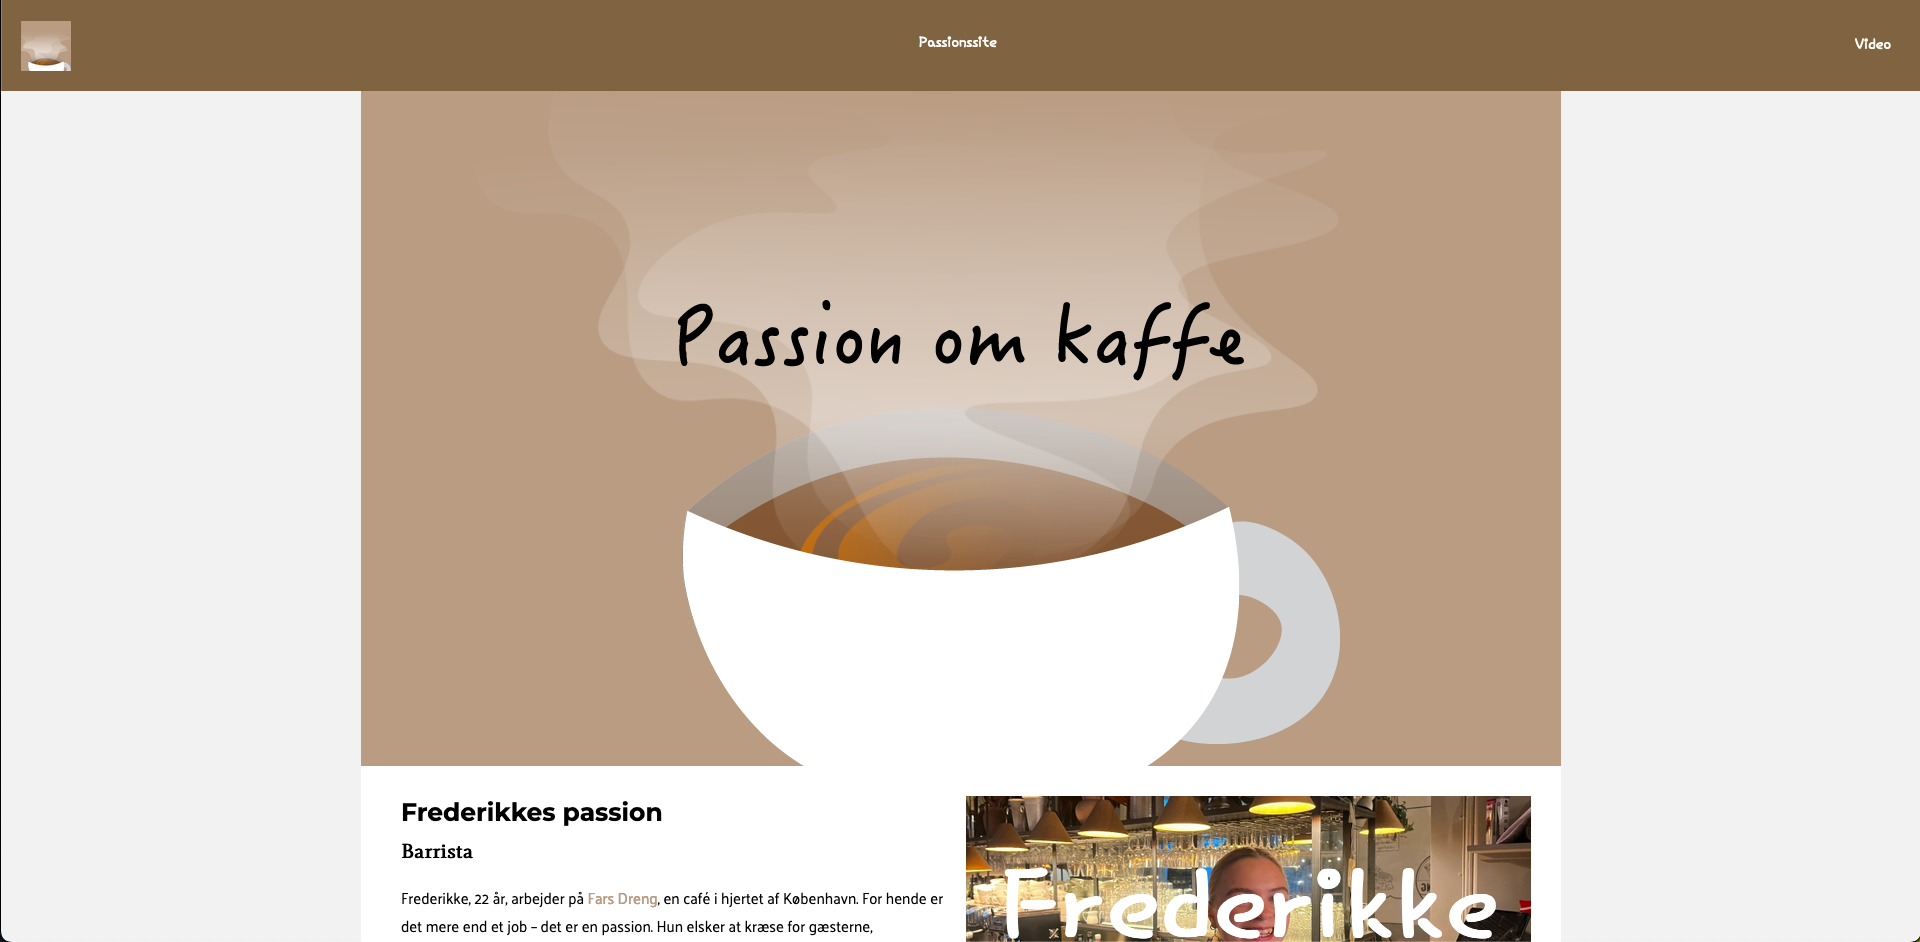 Passionssite
Video
Passion om kaffe
Frederikkes passion
Barrista
Frederikke, 22 år, arbejder på Fars Dreng, en café i hjertet af København. For hende er
det mere end et job – det er en passion. Hun elsker at kræse for gæsterne,
Frederikke